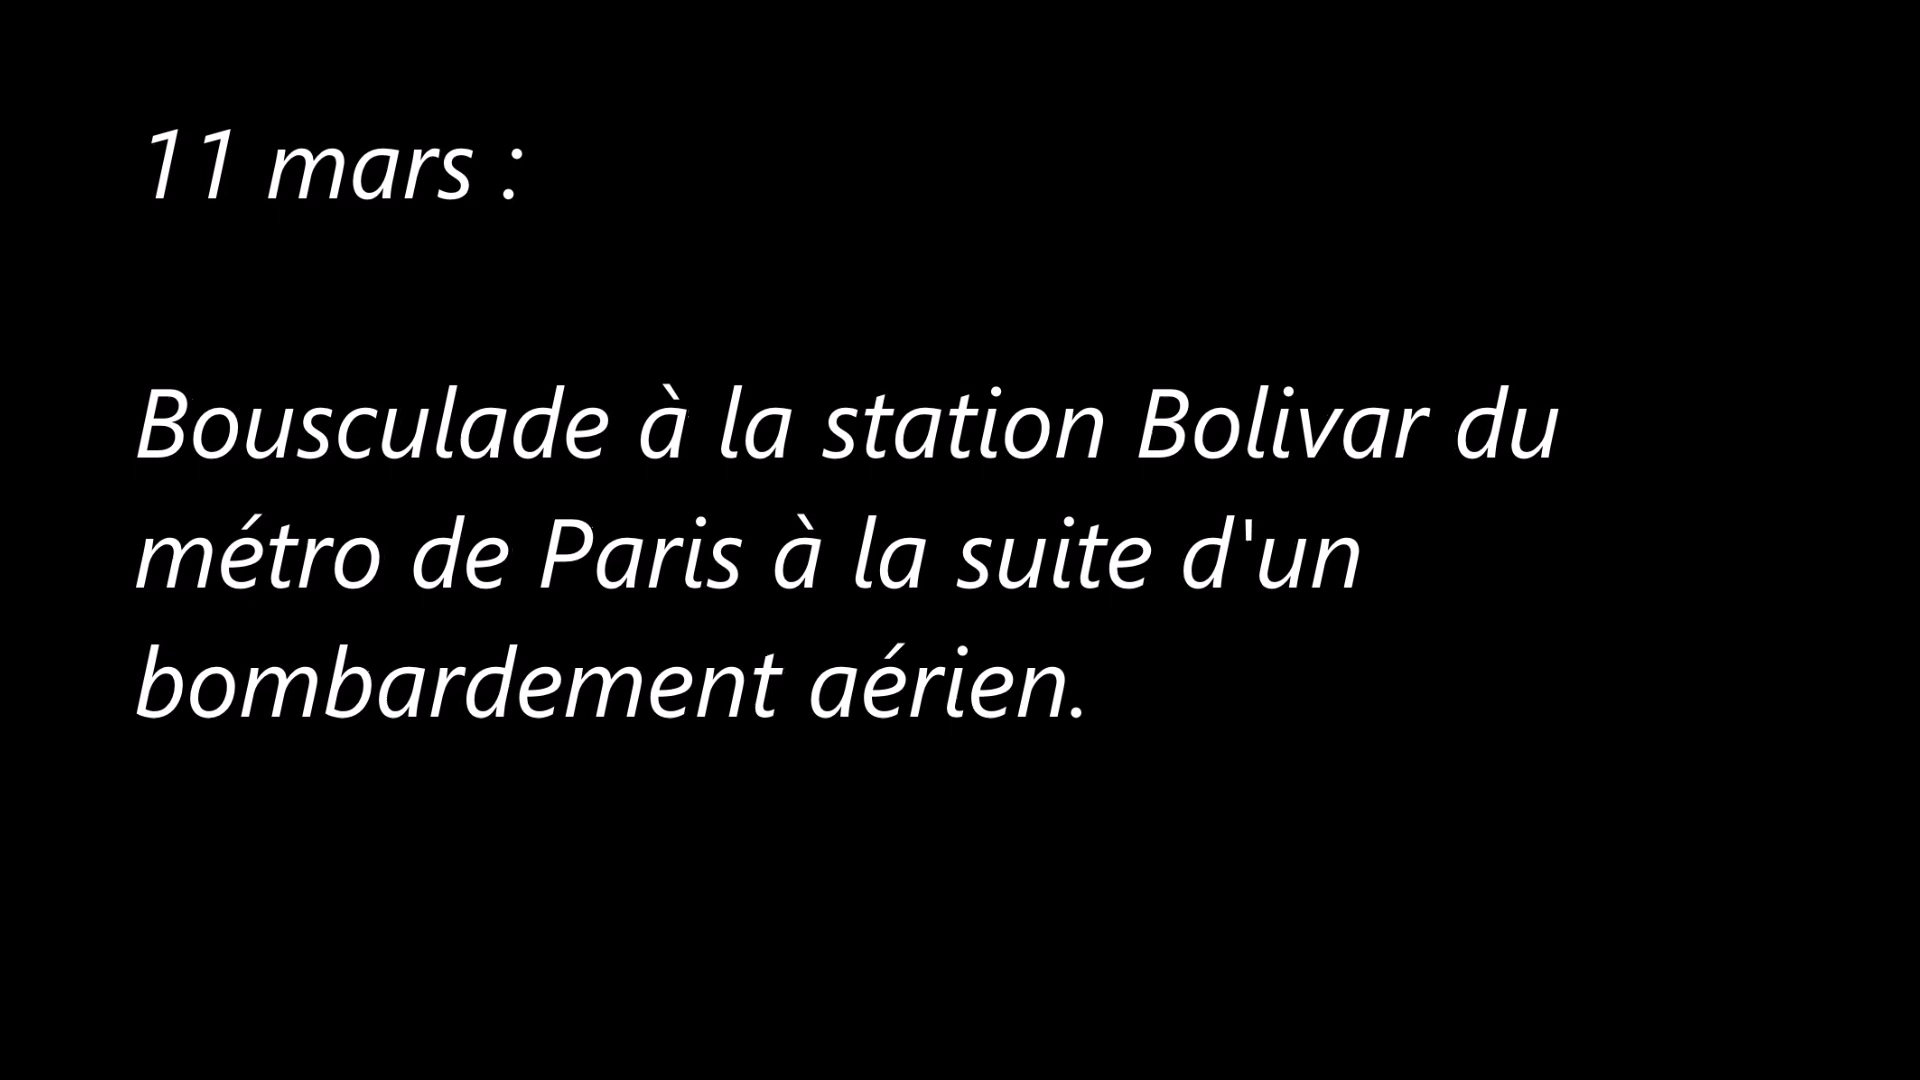 11 mars :
Bousculade à la station Bolivar du
métro de Paris à la suite d'un
bombardement aérien.